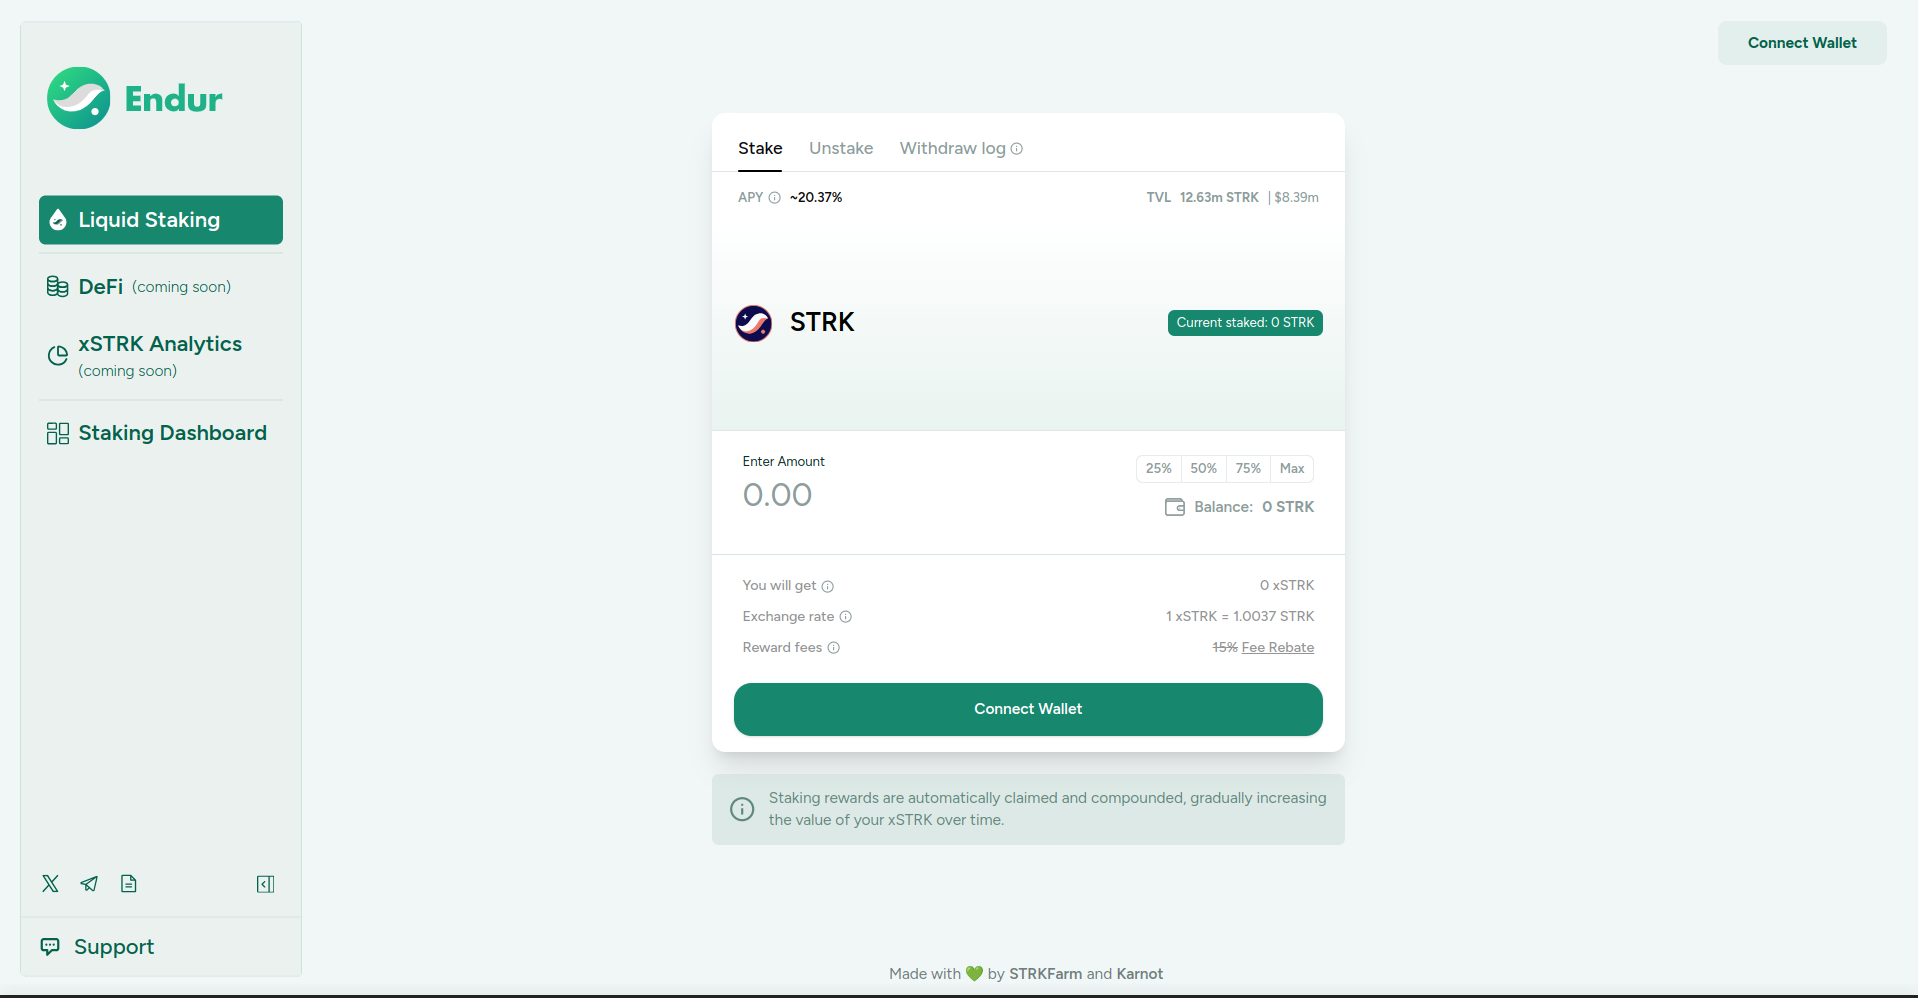 Endur
Liquid Staking
DeFi (coming soon)
xSTRK Analytics
(coming soon)
Staking Dashboard
Support
Connect Wallet
Stake Unstake Withdraw log
APY ~20.37% TVL 12.63m STRK | $8.39m
STRK Current staked: 0 STRK
Enter Amount 25% 50% 75% Max
0.00 Balance: 0 STRK
You will get 0 xSTRK
Exchange rate 1 xSTRK = 1.0037 STRK
Reward fees 15% Fee Rebate
Connect Wallet
Staking rewards are automatically claimed and compounded, gradually increasing
the value of your xSTRK over time.
Made with 💚 by STRKFarm and Karnot